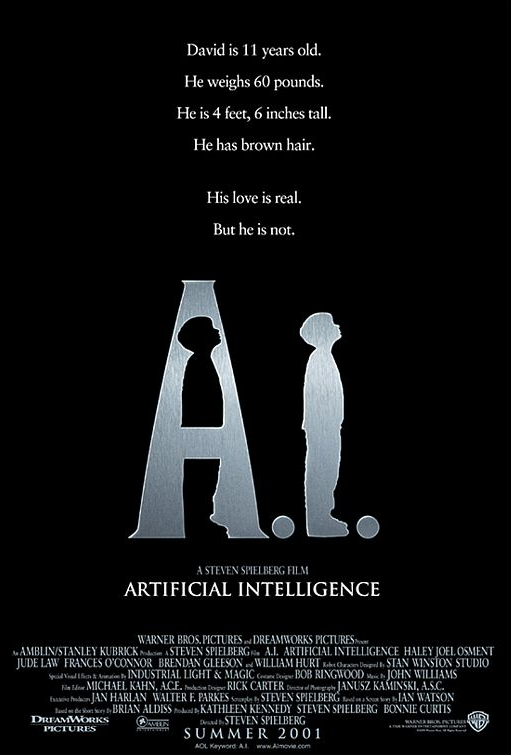 David is 11 years old.
He weighs 60 pounds.
He is 4 feet, 6 inches tall.
He has brown hair.
His love is real.
But he is not.
A.I.
A STEVEN SPIELBERG FILM
ARTIFICIAL INTELLIGENCE
WARNER BROS. PICTURES and DREAMWORKS PICTURES Present
An AMBLIN/STANLEY KUBRICK Production A STEVEN SPIELBERG Film A.I. ARTIFICIAL INTELLIGENCE HALEY JOEL OSMENT
JUDE LAW FRANCES O'CONNOR BRENDAN GLEESON and WILLIAM HURT Robot Characters Designed By STAN WINSTON STUDIO
Special Visual Effects & Animation By INDUSTRIAL LIGHT & MAGIC Costume Designer BOB RINGWOOD Music By JOHN WILLIAMS
Film Editor MICHAEL KAHN, A.C.E. Production Designer RICK CARTER Director of Photography JANUSZ KAMINSKI, A.S.C.
Executive Producers JAN HARLAN WALTER F. PARKES Screenplay By STEVEN SPIELBERG Based on a Screen Story By IAN WATSON
Based on the Short Story By BRIAN ALDISS Produced By KATHLEEN KENNEDY STEVEN SPIELBERG BONNIE CURTIS
Directed By STEVEN SPIELBERG
DREAMWORKS
PICTURES
AMBLIN
WARNER BROS. PICTURES
SUMMER 2001
AOL Keyword: A.I. www.AImovie.com